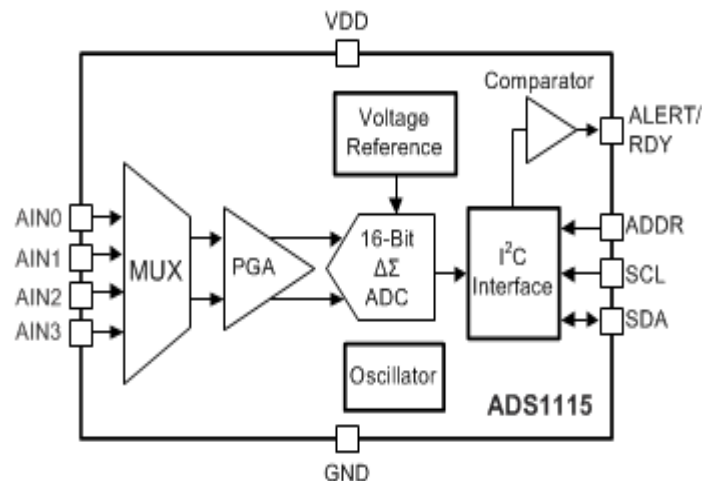 VDD
Comparator
Voltage
Reference
ALERT/
RDY
AIN0
AIN1
AIN2
AIN3
MUX
PGA
16-Bit
ΔΣ
ADC
I²C
Interface
ADDR
SCL
SDA
Oscillator
ADS1115
GND